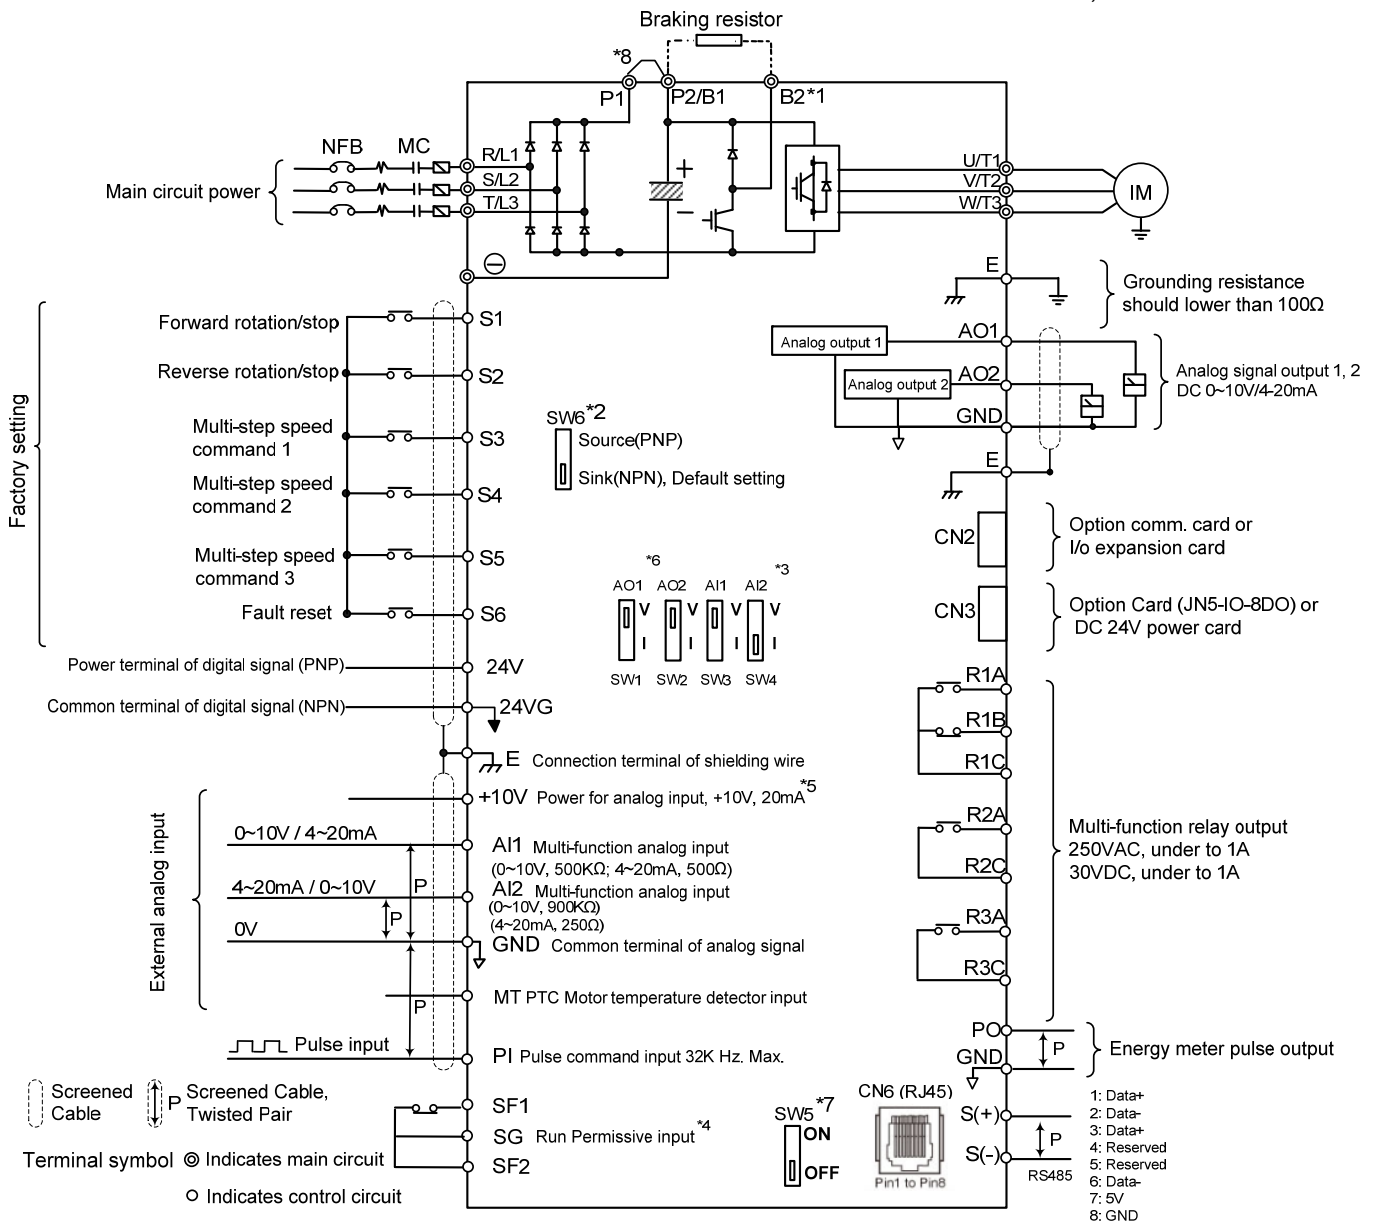 Braking resistor
*8
P1
P2/B1
B2*1
NFB
MC
Main circuit power
R/L1
S/L2
T/L3
+
−
⊖
U/T1
V/T2
W/T3
IM
E
Grounding resistance
should lower than 100Ω
Factory setting
Forward rotation/stop
S1
Reverse rotation/stop
S2
Multi-step speed
command 1
S3
Multi-step speed
command 2
S4
Multi-step speed
command 3
S5
Fault reset
S6
Power terminal of digital signal (PNP)
24V
Common terminal of digital signal (NPN)
24VG
SW6*2
Source(PNP)
Sink(NPN), Default setting
Analog output 1
AO1
Analog output 2
AO2
GND
E
Analog signal output 1, 2
DC 0~10V/4-20mA
*6
*3
AO1
AO2
AI1
AI2
V
V
V
V
I
I
I
I
SW1
SW2
SW3
SW4
CN2
Option comm. card or
I/o expansion card
CN3
Option Card (JN5-IO-8DO) or
DC 24V power card
R1A
R1B
R1C
R2A
R2C
R3A
R3C
Multi-function relay output
250VAC, under to 1A
30VDC, under to 1A
E Connection terminal of shielding wire
External analog input
+10V Power for analog input, +10V, 20mA*5
0~10V / 4~20mA
AI1 Multi-function analog input
(0~10V, 500KΩ; 4~20mA, 500Ω)
P
4~20mA / 0~10V
AI2 Multi-function analog input
(0~10V, 900KΩ)
(4~20mA, 250Ω)
P
0V
GND Common terminal of analog signal
MT PTC Motor temperature detector input
P
Pulse input
PI Pulse command input 32K Hz. Max.
PO
GND
P
Energy meter pulse output
Screened
Cable
P
Screened Cable,
Twisted Pair
Terminal symbol
Indicates main circuit
Indicates control circuit
SF1
SG Run Permissive input*4
SF2
SW5*7
ON
OFF
CN6 (RJ45)
Pin1 to Pin8
S(+)
S(-)
P
RS485
1: Data+
2: Data-
3: Data+
4: Reserved
5: Reserved
6: Data-
7: 5V
8: GND